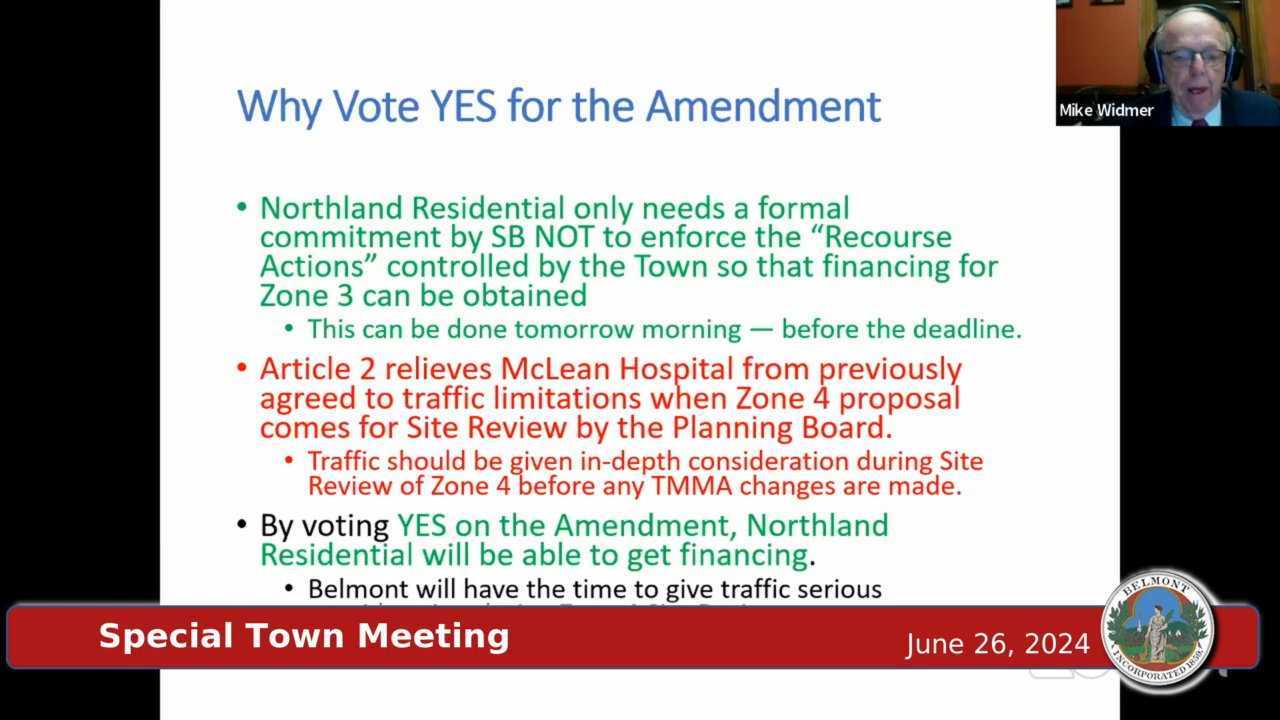 Why Vote YES for the Amendment
Mike Widmer
• Northland Residential only needs a formal
commitment by SB NOT to enforce the “Recourse
Actions” controlled by the Town so that financing for
Zone 3 can be obtained
• This can be done tomorrow morning — before the deadline.
• Article 2 relieves McLean Hospital from previously
agreed to traffic limitations when Zone 4 proposal
comes for Site Review by the Planning Board.
• Traffic should be given in-depth consideration during Site
Review of Zone 4 before any TMMA changes are made.
• By voting YES on the Amendment, Northland
Residential will be able to get financing.
• Belmont will have the time to give traffic serious
Special Town Meeting
June 26, 2024
BELMONT
INCORPORATED 1859